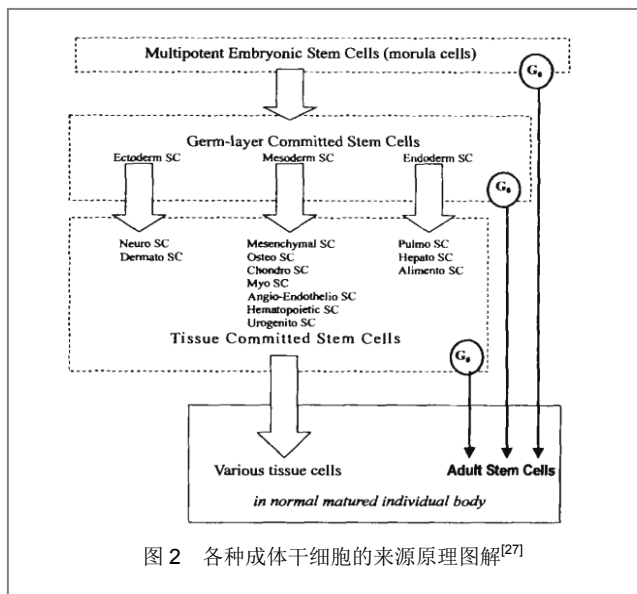 Multipotent Embryonic Stem Cells (morula cells)
G₀
Germ-layer Committed Stem Cells
Ectoderm SC Mesoderm SC Endoderm SC
G₀
Neuro SC Mesenchymal SC Pulmo SC
Dermato SC Osteo SC Hepato SC
Chondro SC Alimento SC
Myo SC
Angio-Endothelio SC
Hematopoietic SC
Urogenito SC
Tissue Committed Stem Cells
G₀
Various tissue cells Adult Stem Cells
in normal matured individual body
图 2 各种成体干细胞的来源原理图解[27]